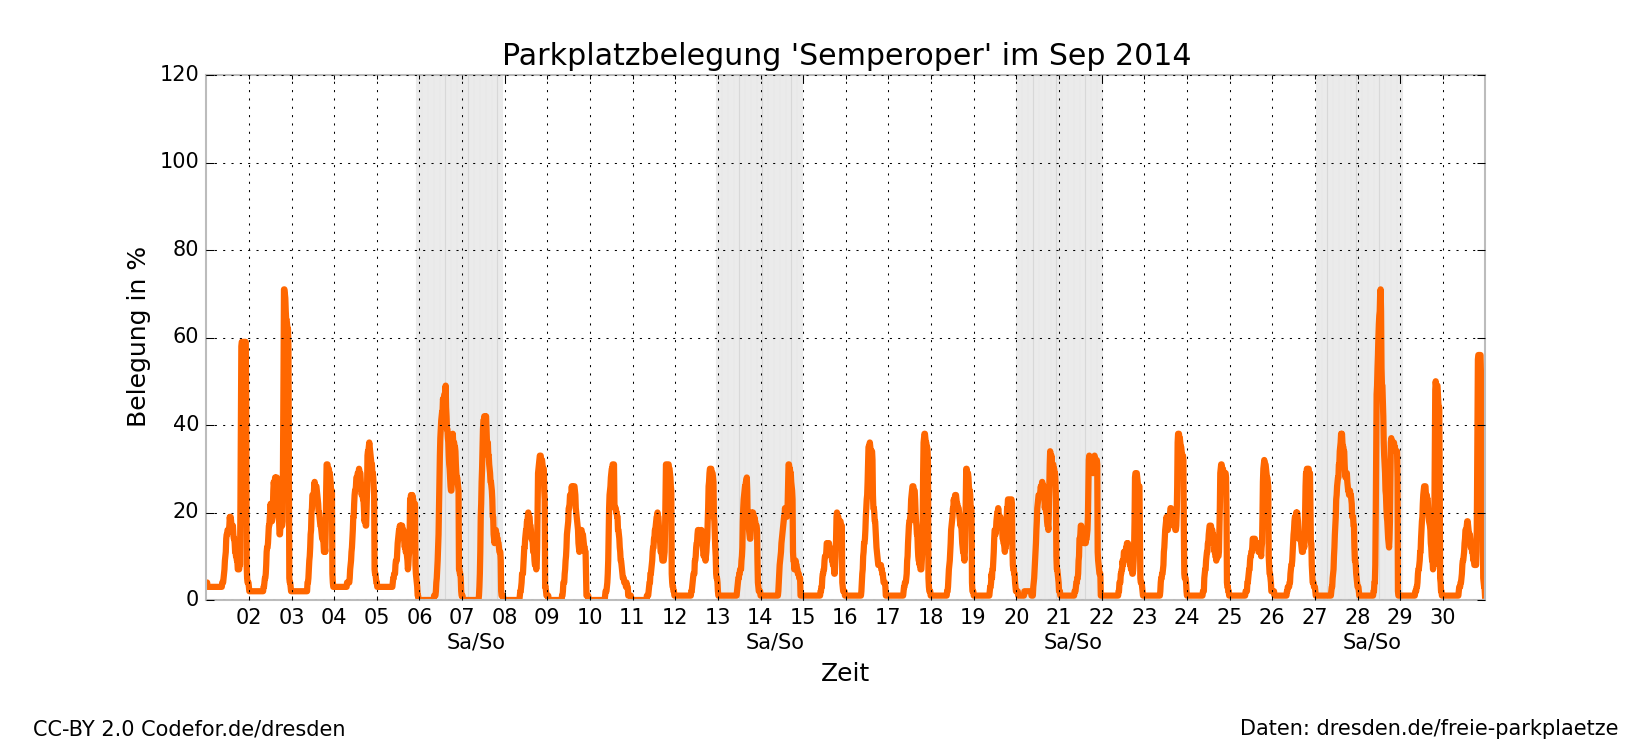 Parkplatzbelegung 'Semperoper' im Sep 2014
120
100
80
60
40
20
0
Belegung in %
02 03 04 05 06 07 08 09 10 11 12 13 14 15 16 17 18 19 20 21 22 23 24 25 26 27 28 29 30
Sa/So Sa/So Sa/So Sa/So
Zeit
CC-BY 2.0 Codefor.de/dresden
Daten: dresden.de/freie-parkplaetze